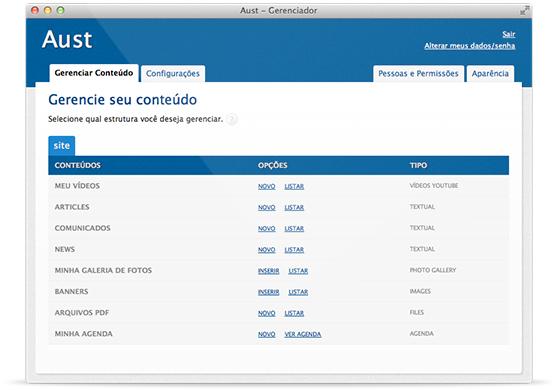 Aust – Gerenciador
Aust
Sair
Alterar meus dados/senha
Gerenciar Conteúdo Configurações Pessoas e Permissões Aparência
Gerencie seu conteúdo
Selecione qual estrutura você deseja gerenciar. ?
site
CONTEÚDOS OPÇÕES TIPO
MEU VÍDEOS NOVO LISTAR VÍDEOS YOUTUBE
ARTICLES NOVO LISTAR TEXTUAL
COMUNICADOS NOVO LISTAR TEXTUAL
NEWS NOVO LISTAR TEXTUAL
MINHA GALERIA DE FOTOS INSERIR LISTAR PHOTO GALLERY
BANNERS INSERIR LISTAR IMAGES
ARQUIVOS PDF NOVO LISTAR FILES
MINHA AGENDA NOVO VER AGENDA AGENDA